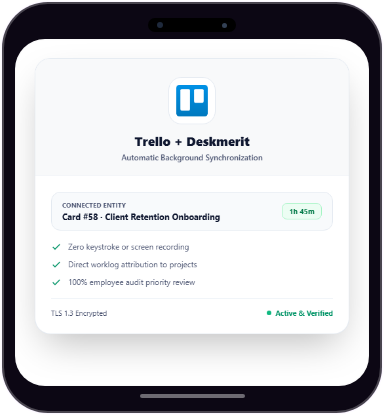 Trello + Deskmerit
Automatic Background Synchronization
CONNECTED ENTITY
Card #58 · Client Retention Onboarding
1h 45m
Zero keystroke or screen recording
Direct worklog attribution to projects
100% employee audit priority review
TLS 1.3 Encrypted
Active & Verified